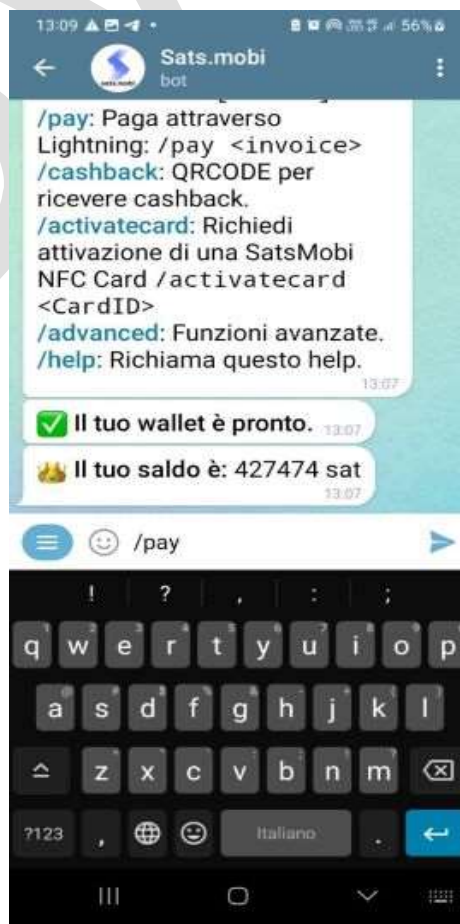 13:09
56%
Sats.mobi
bot
/pay: Paga attraverso
Lightning: /pay <invoice>
/cashback: QRCODE per
ricevere cashback.
/activatecard: Richiedi
attivazione di una SatsMobi
NFC Card /activatecard
<CardID>
/advanced: Funzioni avanzate.
/help: Richiama questo help.
13:07
✅ Il tuo wallet è pronto. 13:07
👑 Il tuo saldo è: 427474 sat
13:07
/pay
! ? , : ;
q w e r t y u i o p
a s d f g h j k l
z x c v b n m
?123 , Italiano .